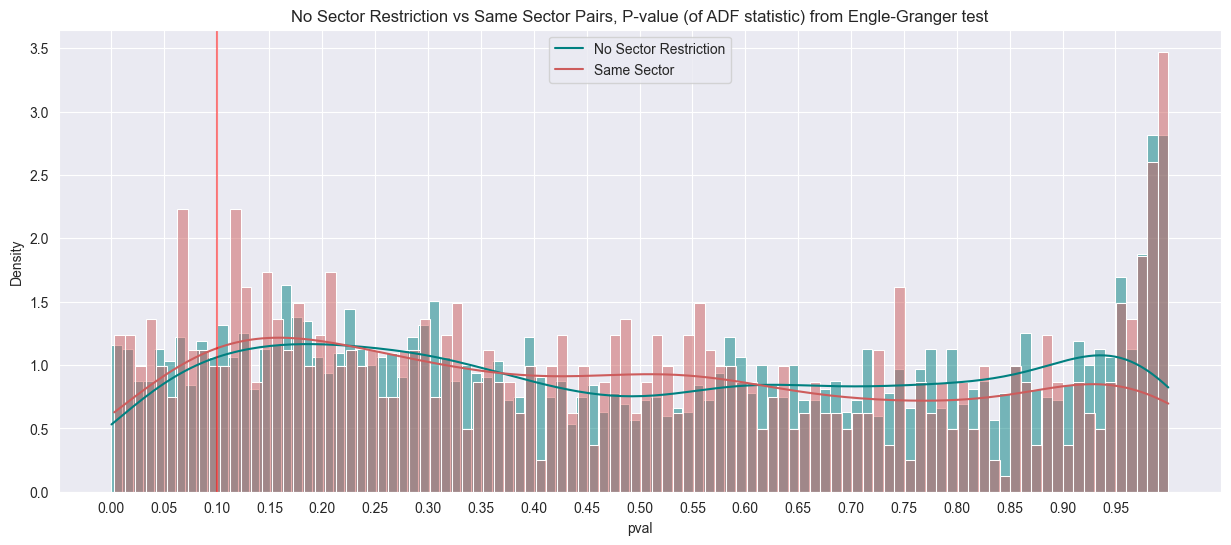 No Sector Restriction vs Same Sector Pairs, P-value (of ADF statistic) from Engle-Granger test
No Sector Restriction
Same Sector
Density
3.5
3.0
2.5
2.0
1.5
1.0
0.5
0.0
0.00 0.05 0.10 0.15 0.20 0.25 0.30 0.35 0.40 0.45 0.50 0.55 0.60 0.65 0.70 0.75 0.80 0.85 0.90 0.95
pval